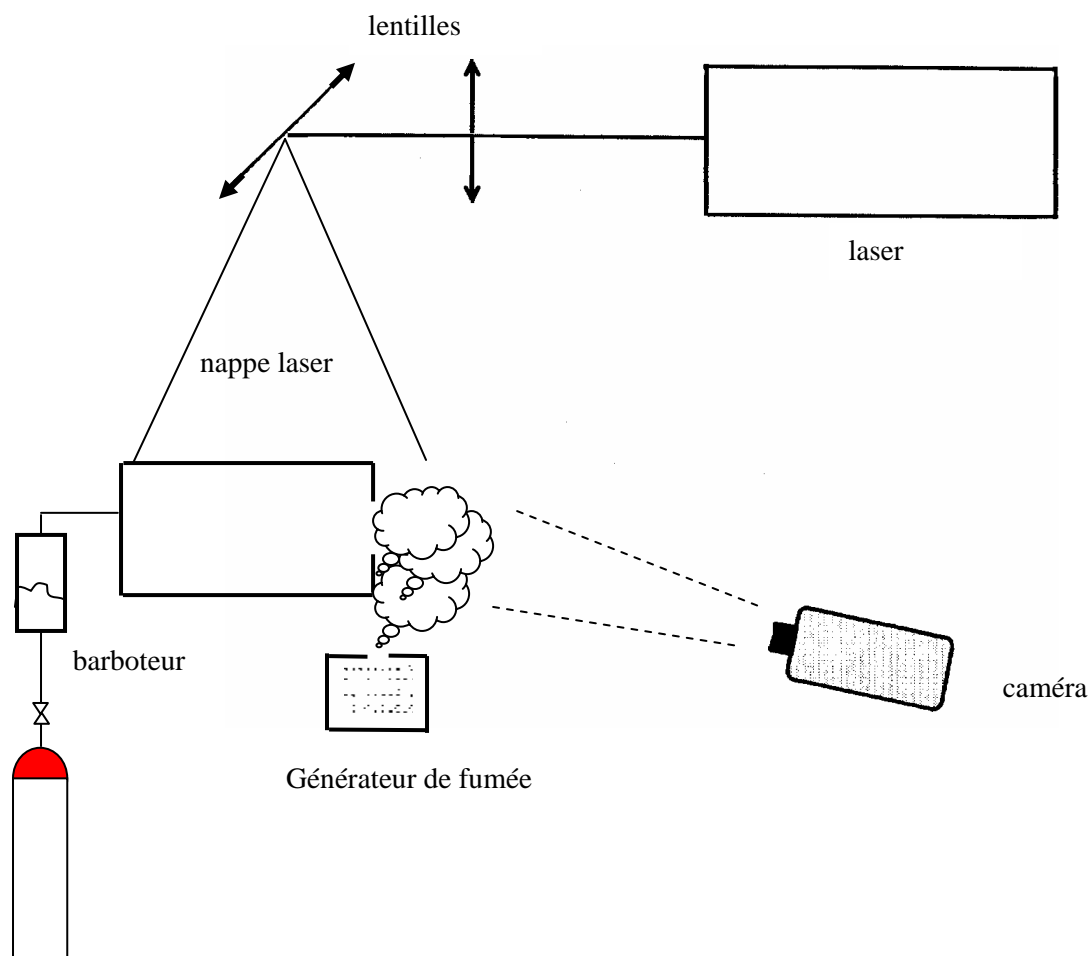 lentilles
laser
nappe laser
barboteur
caméra
Générateur de fumée